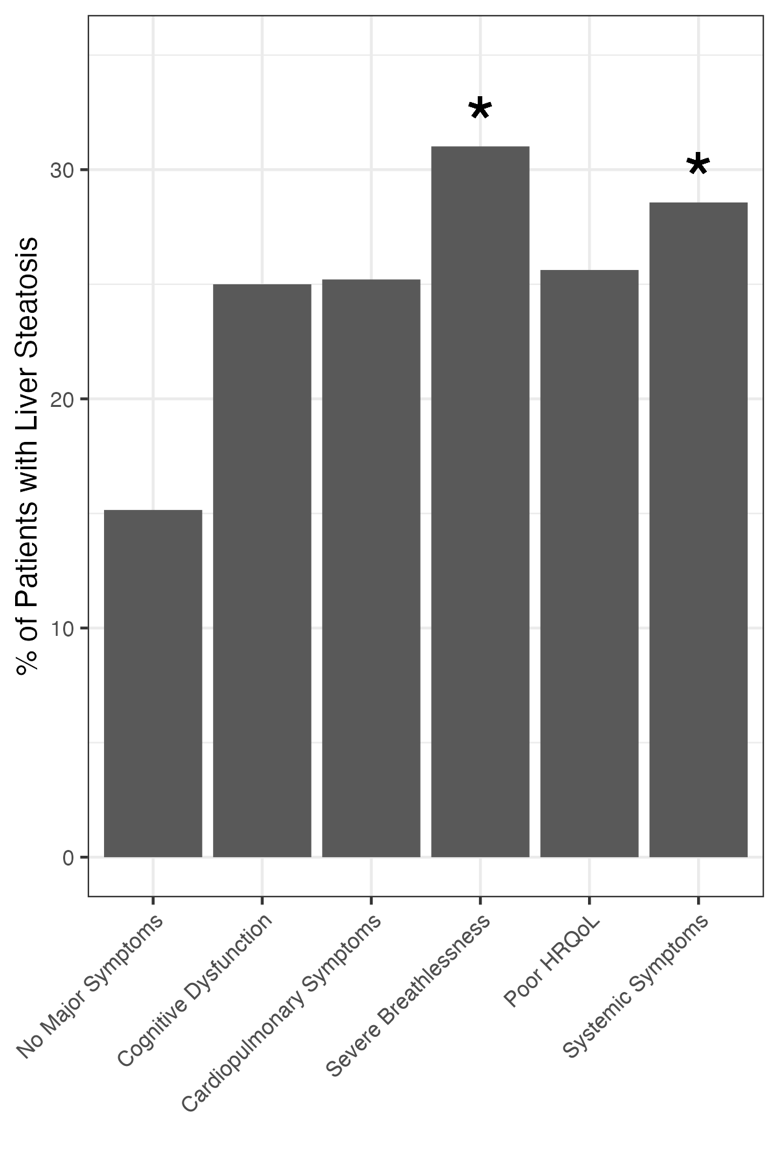 % of Patients with Liver Steatosis
30
20
10
0
*
*
No Major Symptoms
Cognitive Dysfunction
Cardiopulmonary Symptoms
Severe Breathlessness
Poor HRQoL
Systemic Symptoms